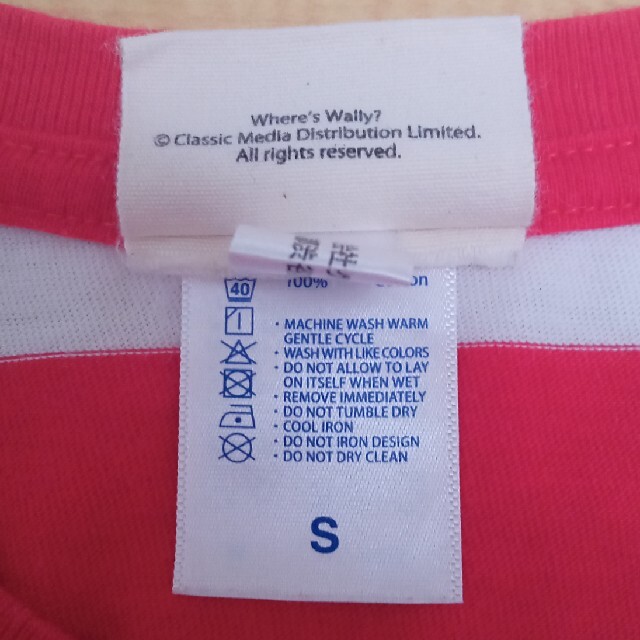 Where's Wally?
© Classic Media Distribution Limited.
All rights reserved.
40
100%
• MACHINE WASH WARM
GENTLE CYCLE
• WASH WITH LIKE COLORS
• DO NOT ALLOW TO LAY
ON ITSELF WHEN WET
• REMOVE IMMEDIATELY
• DO NOT TUMBLE DRY
• COOL IRON
• DO NOT IRON DESIGN
• DO NOT DRY CLEAN
S